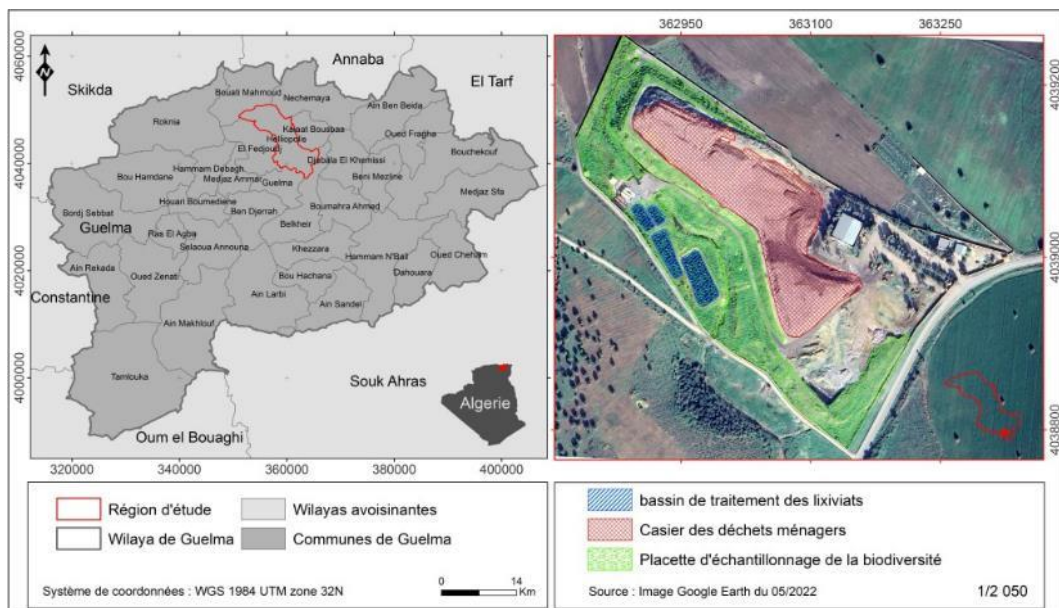 362950 363100 363250
4060000
4040000
4020000
4000000
Annaba
El Tarf
Skikda
Bouati Mahmoud
Nechemaya
Ain Ben Beida
Roknia
Kalaat Bousbaa
Oued Fragha
Heliopolis
El Fedjoudj
Bouchekouf
Hammam Debagh
Djabala El Khemissi
Bou Hamdane
Medjaz Ammar
Guelma
Beni Mezline
Medjaz Sfa
Houari Boumediene
Bordj Sebbat
Ben Djerrah
Boumahra Ahmed
Guelma
Ras El Agba
Belkheir
Selaoua Announa
Khezzara
Ain Rekada
Oued Zenati
Hammam N'Bail
Oued Cheham
Bou Hachana
Dahouara
Constantine
Ain Larbi
Ain Sandel
Ain Makhlouf
Tamlouka
Souk Ahras
Algerie
Oum el Bouaghi
320000 340000 360000 380000 400000
4039200
4039000
4038800
Région d'étude
Wilayas avoisinantes
Wilaya de Guelma
Communes de Guelma
Système de coordonnées : WGS 1984 UTM zone 32N
0 14
Km
bassin de traitement des lixiviats
Casier des déchets ménagers
Placette d'échantillonnage de la biodiversité
Source : Image Google Earth du 05/2022
1/2 050